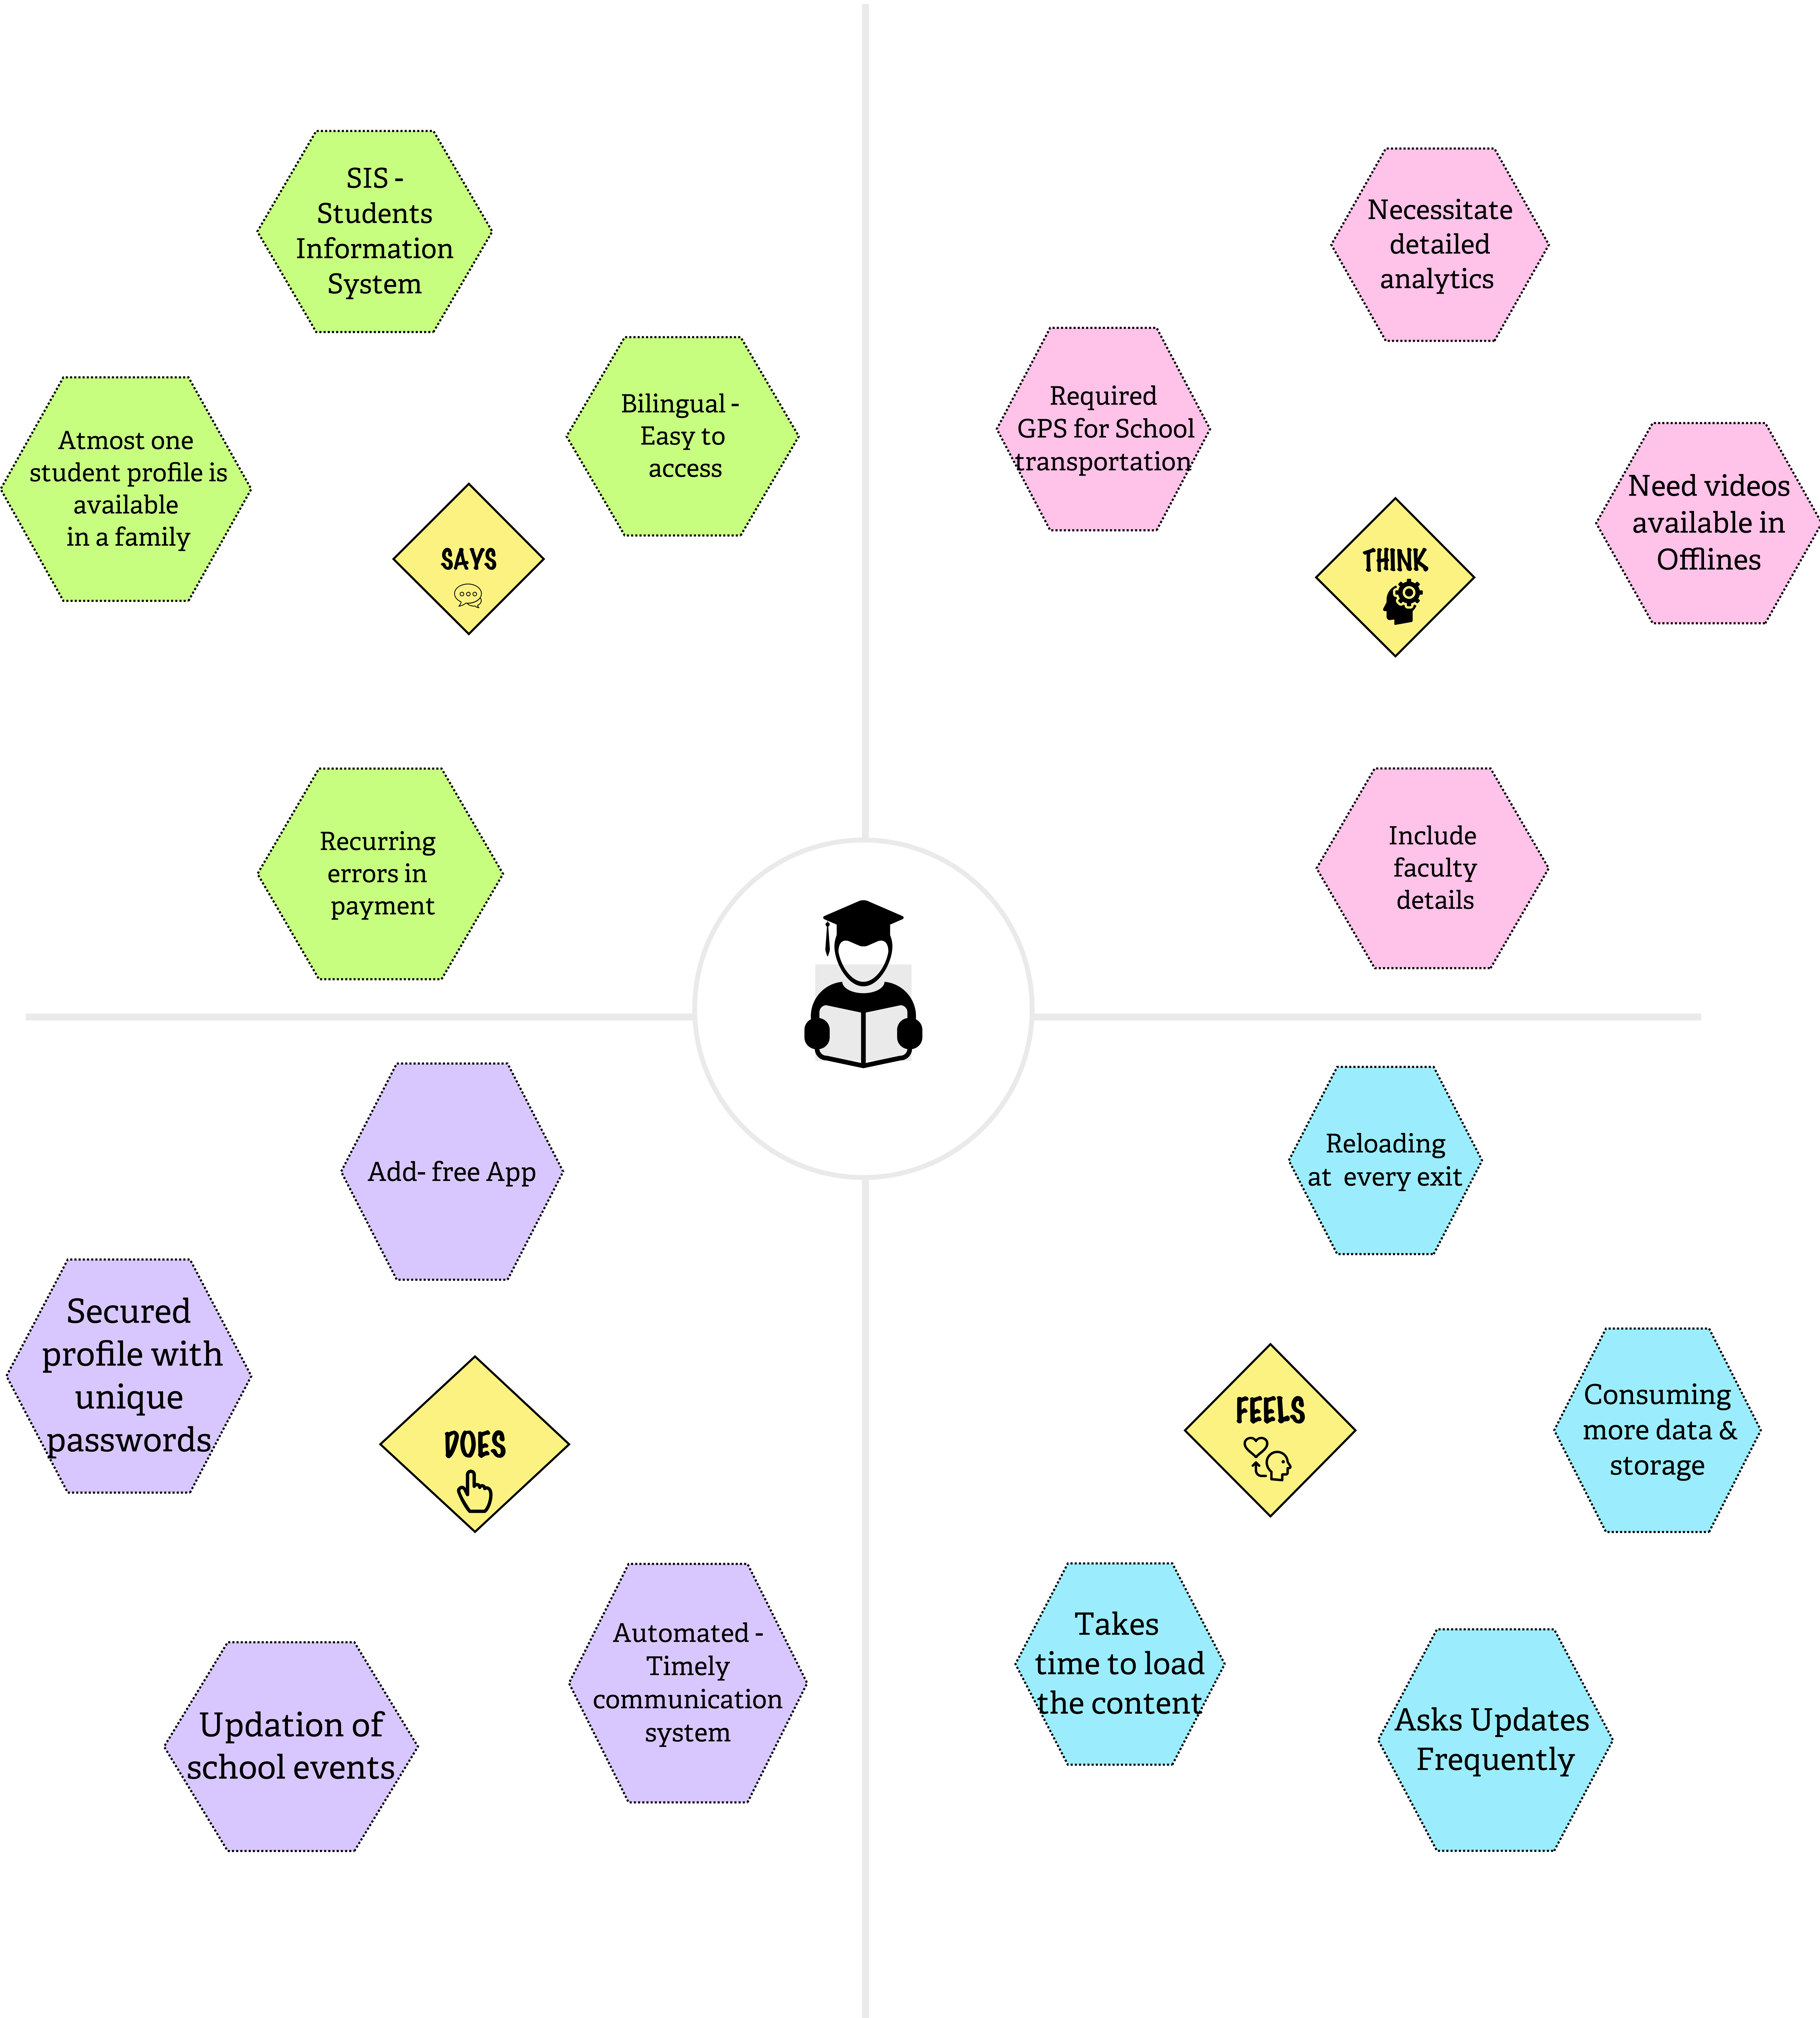 SIS -
Students
Information
System
Atmost one
student profile is
available
in a family
Bilingual -
Easy to
access
SAYS
Recurring
errors in
payment
Necessitate
detailed
analytics
Required
GPS for School
transportation
Need videos
available in
Offlines
THINK
Include
faculty
details
Add- free App
Secured
profile with
unique
passwords
DOES
Automated -
Timely
communication
system
Updation of
school events
Reloading
at  every exit
Consuming
more data &
storage
FEELS
Takes
time to load
the content
Asks Updates
Frequently